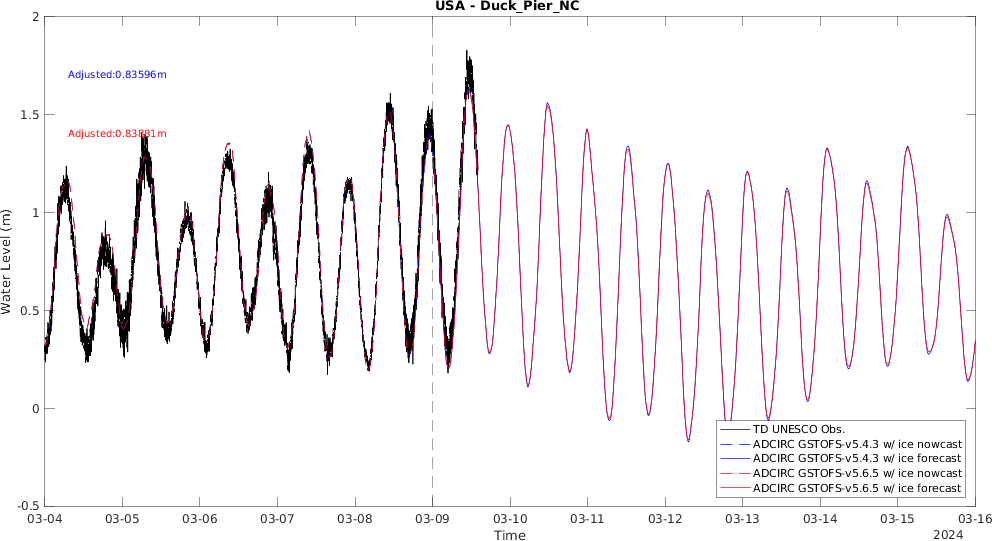 USA - Duck_Pier_NC
2
1.5
1
0.5
0
-0.5
Water Level (m)
Adjusted:0.83596m
Adjusted:0.83681m
TD UNESCO Obs.
ADCIRC GSTOFS-v5.4.3 w/ ice nowcast
ADCIRC GSTOFS-v5.4.3 w/ ice forecast
ADCIRC GSTOFS-v5.6.5 w/ ice nowcast
ADCIRC GSTOFS-v5.6.5 w/ ice forecast
03-04 03-05 03-06 03-07 03-08 03-09 03-10 03-11 03-12 03-13 03-14 03-15 03-16
Time
2024